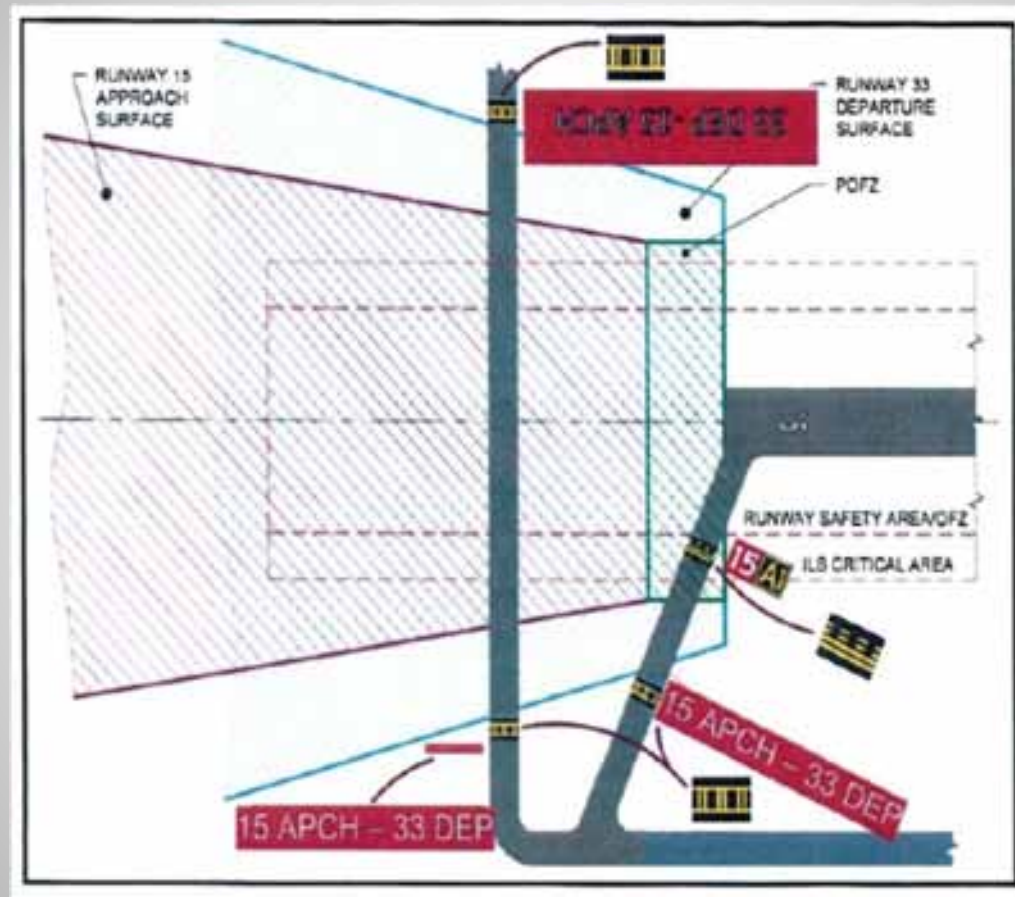 RUNWAY 15
APPROACH
SURFACE
RUNWAY 33
DEPARTURE
SURFACE
POFZ
RUNWAY SAFETY AREA/OFZ
15 A1
ILS CRITICAL AREA
15 APCH – 33 DEP
15 APCH – 33 DEP